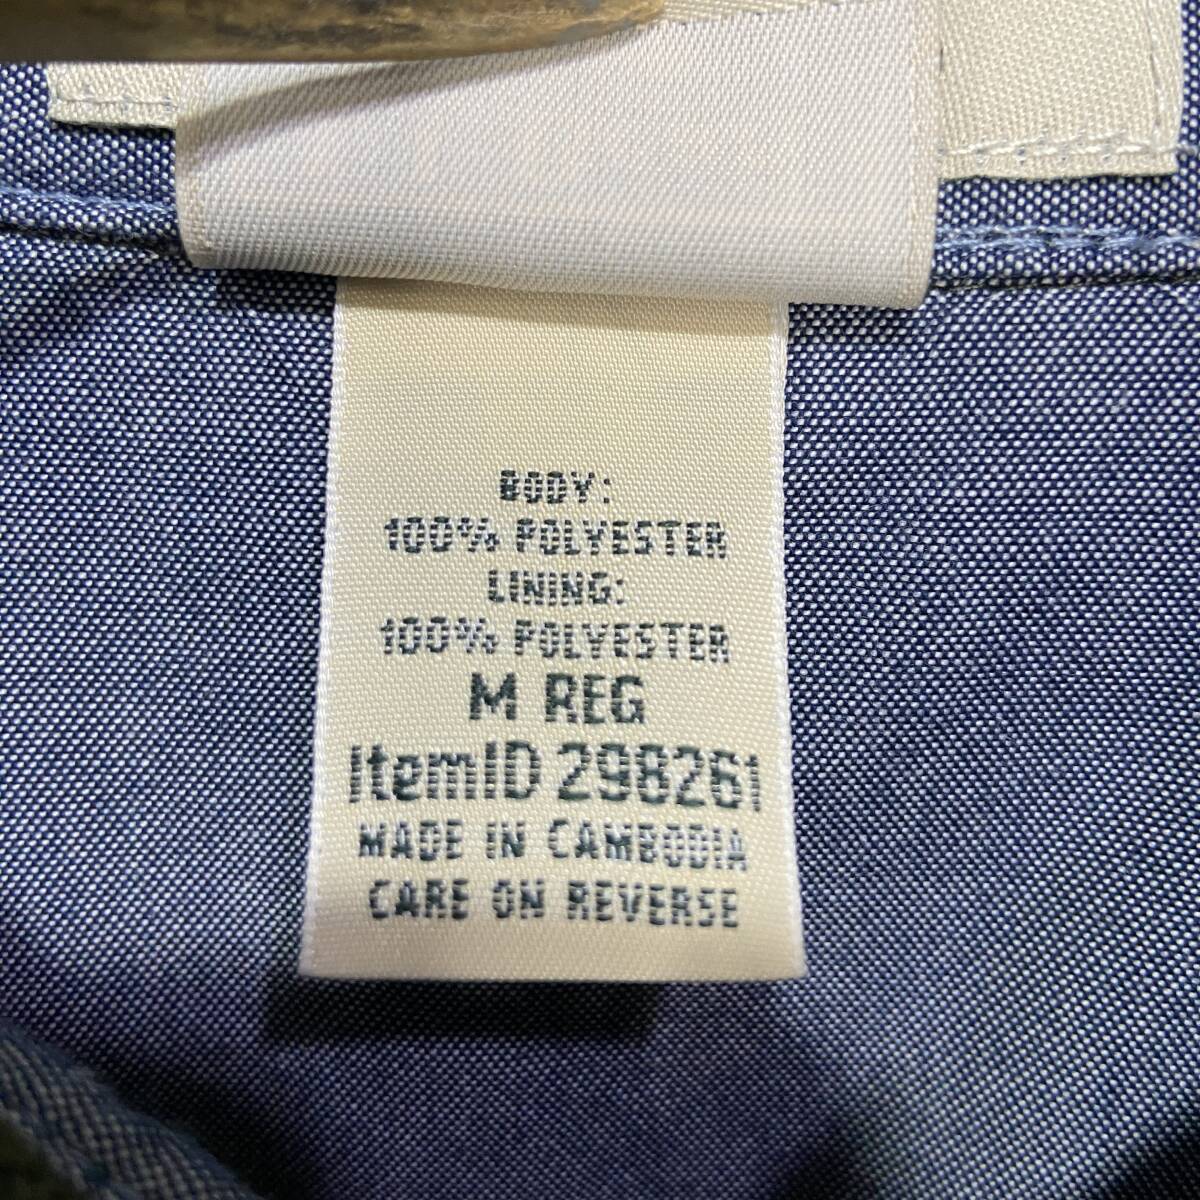 BODY:
100% POLYESTER
LINING:
100% POLYESTER
M REG
ItemID 298261
MADE IN CAMBODIA
CARE ON REVERSE